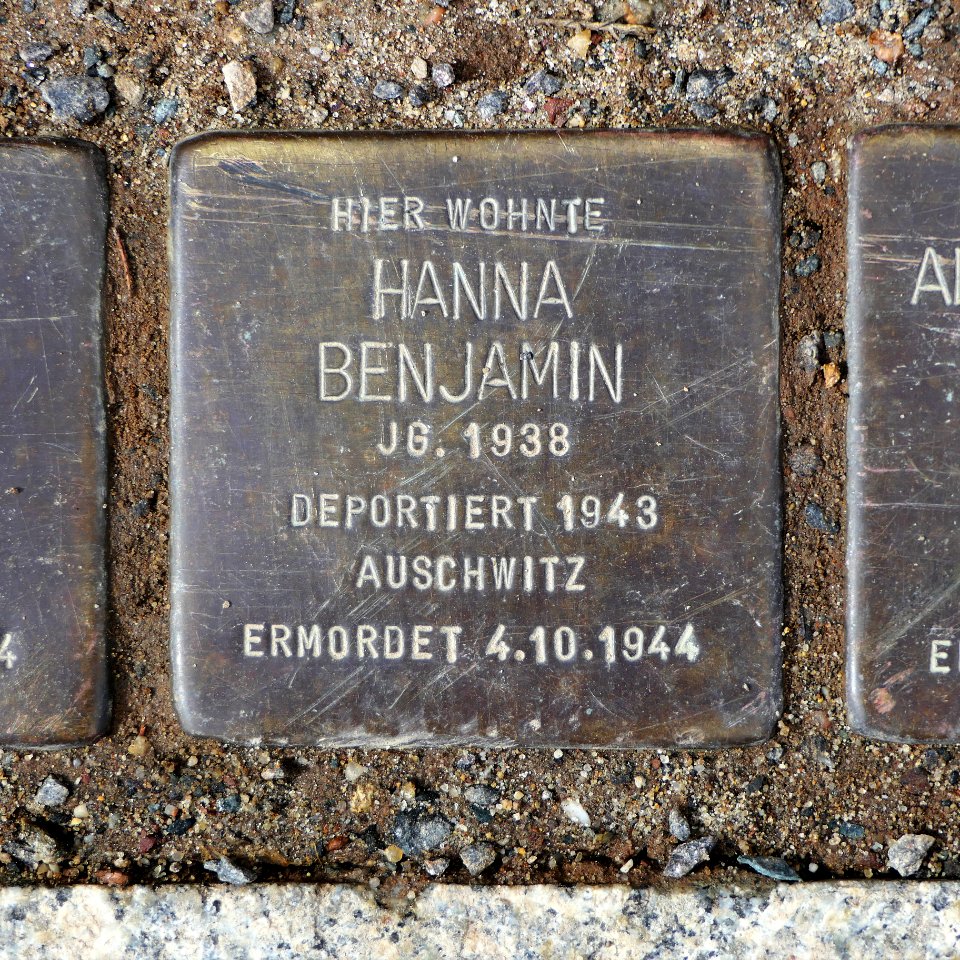 HIER WOHNTE
HANNA
BENJAMIN
JG. 1938
DEPORTIERT 1943
AUSCHWITZ
ERMORDET 4.10.1944